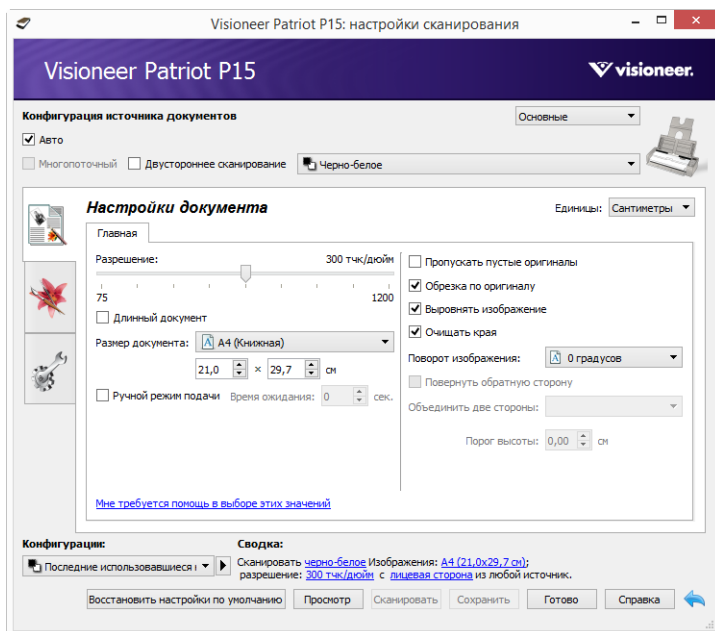 Visioneer Patriot P15: настройки сканирования
Visioneer Patriot P15
visioneer.
Конфигурация источника документов
Основные
Авто
Многопоточный Двустороннее сканирование Черно-белое
Настройки документа
Единицы: Сантиметры
Главная
Разрешение: 300 тчк/дюйм
75 1200
Длинный документ
Размер документа: A4 (Книжная)
21,0 × 29,7 см
Ручной режим подачи Время ожидания: 0 сек.
Мне требуется помощь в выборе этих значений
Пропускать пустые оригиналы
Обрезка по оригиналу
Выровнять изображение
Очищать края
Поворот изображения: 0 градусов
Повернуть обратную сторону
Объединить две стороны:
Порог высоты: 0,00 см
Конфигурации: Сводка:
Последние использовавшиеся
Сканировать черно-белое Изображения: A4 (21,0x29,7 см);
разрешение: 300 тчк/дюйм с лицевая сторона из любой источник.
Восстановить настройки по умолчанию Просмотр Сканировать Сохранить Готово Справка